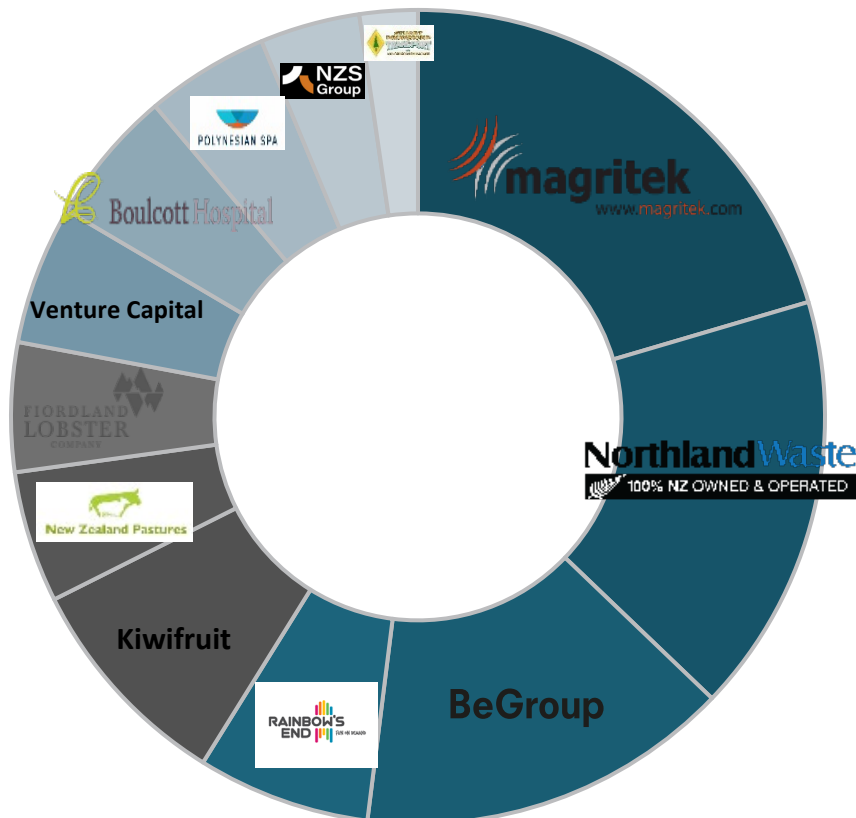 magritek
www.magritek.com
NorthlandWaste
100% NZ OWNED & OPERATED
BeGroup
RAINBOW'S
END
Kiwifruit
New Zealand Pastures
FIORDLAND
LOBSTER
COMPANY
Venture Capital
Boulcott Hospital
POLYNESIAN SPA
NZS
Group